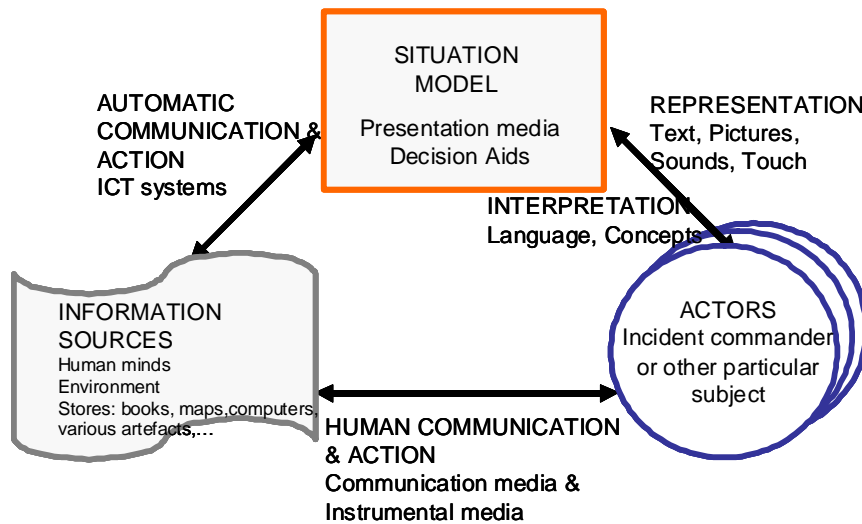 SITUATION
MODEL
Presentation media
Decision Aids
AUTOMATIC
COMMUNICATION &
ACTION
ICT systems
REPRESENTATION
Text, Pictures,
Sounds, Touch
INTERPRETATION
Language, Concepts
INFORMATION
SOURCES
Human minds
Environment
Stores: books, maps,computers,
various artefacts,...
ACTORS
Incident commander
or other particular
subject
HUMAN COMMUNICATION
& ACTION
Communication media &
Instrumental media